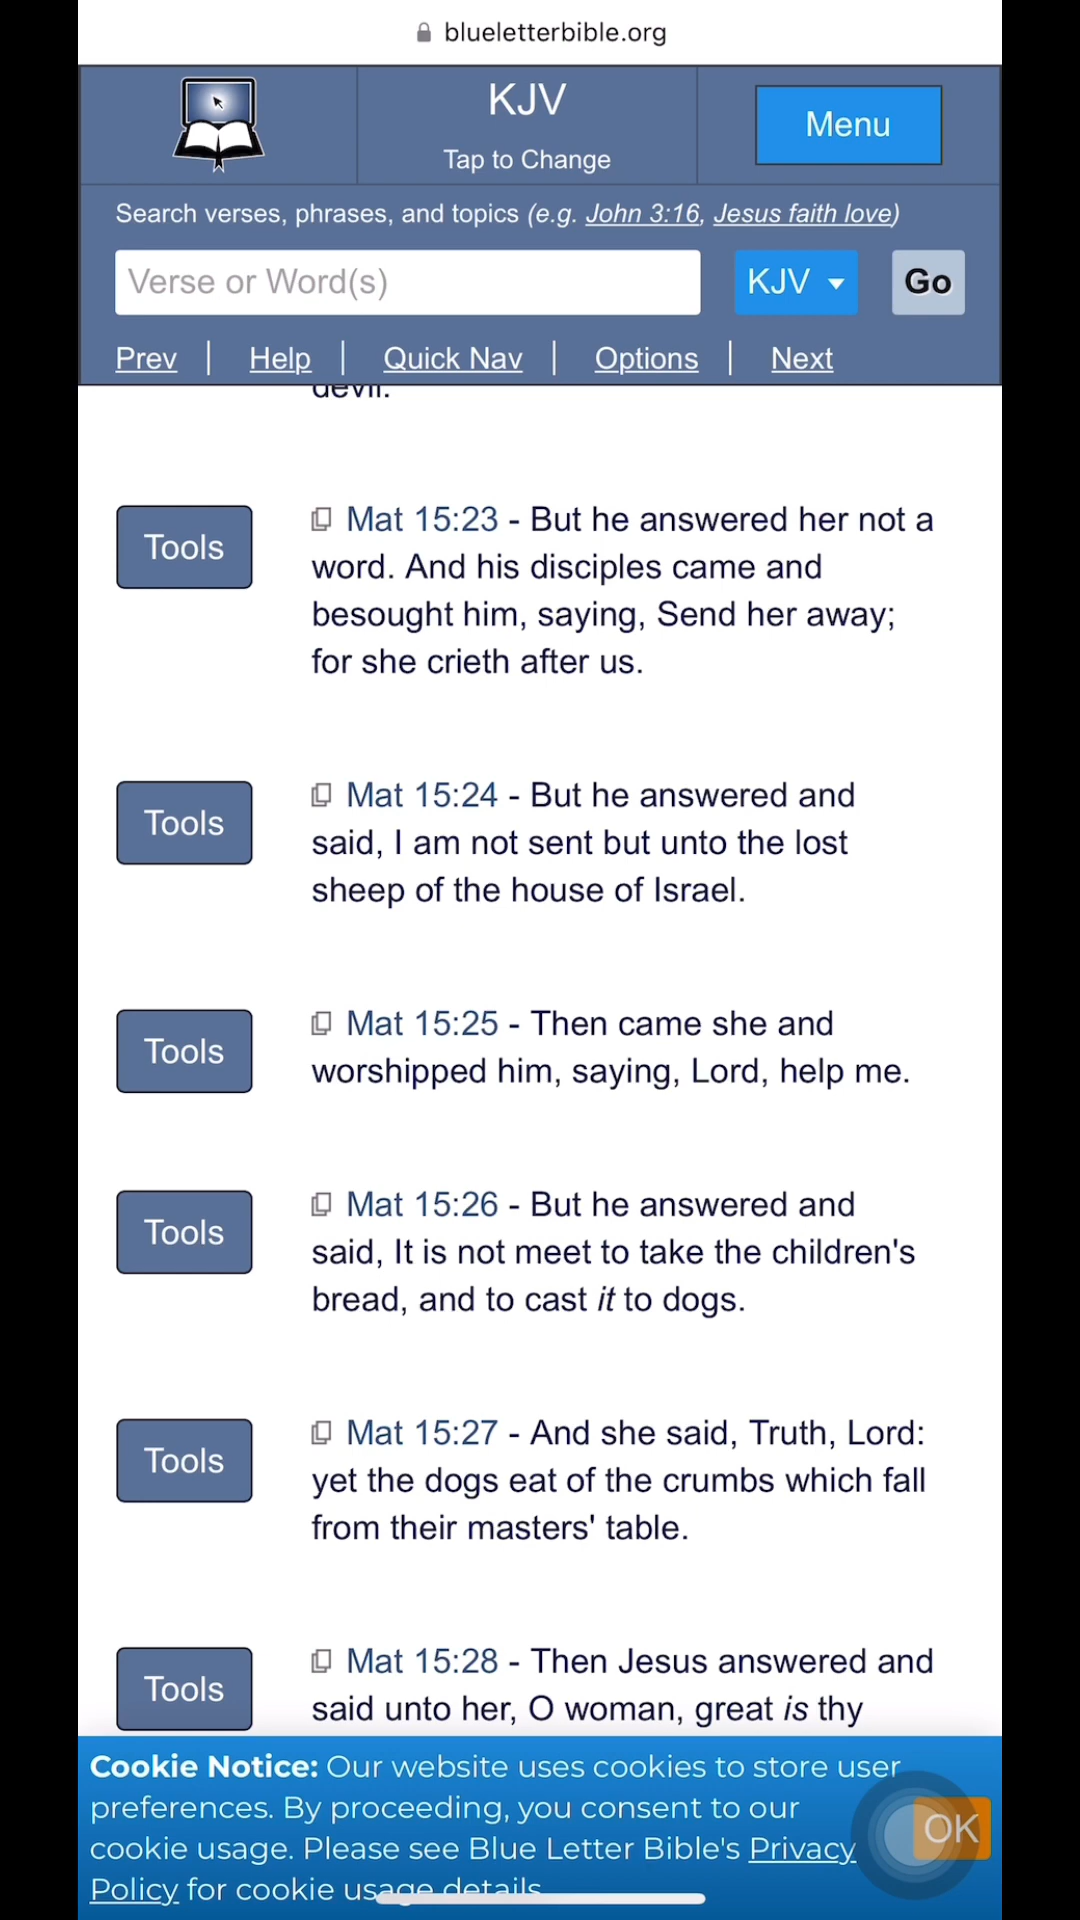 blueletterbible.org
KJV
Tap to Change
Menu
Search verses, phrases, and topics (e.g. John 3:16, Jesus faith love)
Verse or Word(s)
KJV
Go
Prev | Help | Quick Nav | Options | Next
devil.
Tools
Mat 15:23 - But he answered her not a
word. And his disciples came and
besought him, saying, Send her away;
for she crieth after us.
Tools
Mat 15:24 - But he answered and
said, I am not sent but unto the lost
sheep of the house of Israel.
Tools
Mat 15:25 - Then came she and
worshipped him, saying, Lord, help me.
Tools
Mat 15:26 - But he answered and
said, It is not meet to take the children's
bread, and to cast it to dogs.
Tools
Mat 15:27 - And she said, Truth, Lord:
yet the dogs eat of the crumbs which fall
from their masters' table.
Tools
Mat 15:28 - Then Jesus answered and
said unto her, O woman, great is thy
Cookie Notice: Our website uses cookies to store user
preferences. By proceeding, you consent to our
cookie usage. Please see Blue Letter Bible's Privacy
Policy for cookie usage details
OK